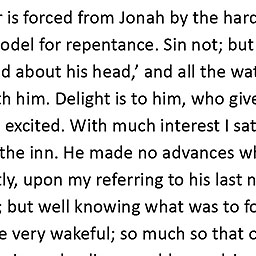 r is forced from Jonah by the hard
odel for repentance. Sin not; but
d about his head,’ and all the wat
th him. Delight is to him, who give
excited. With much interest I sat
the inn. He made no advances wh
tly, upon my referring to his last n
; but well knowing what was to fo
e very wakeful; so much so that o